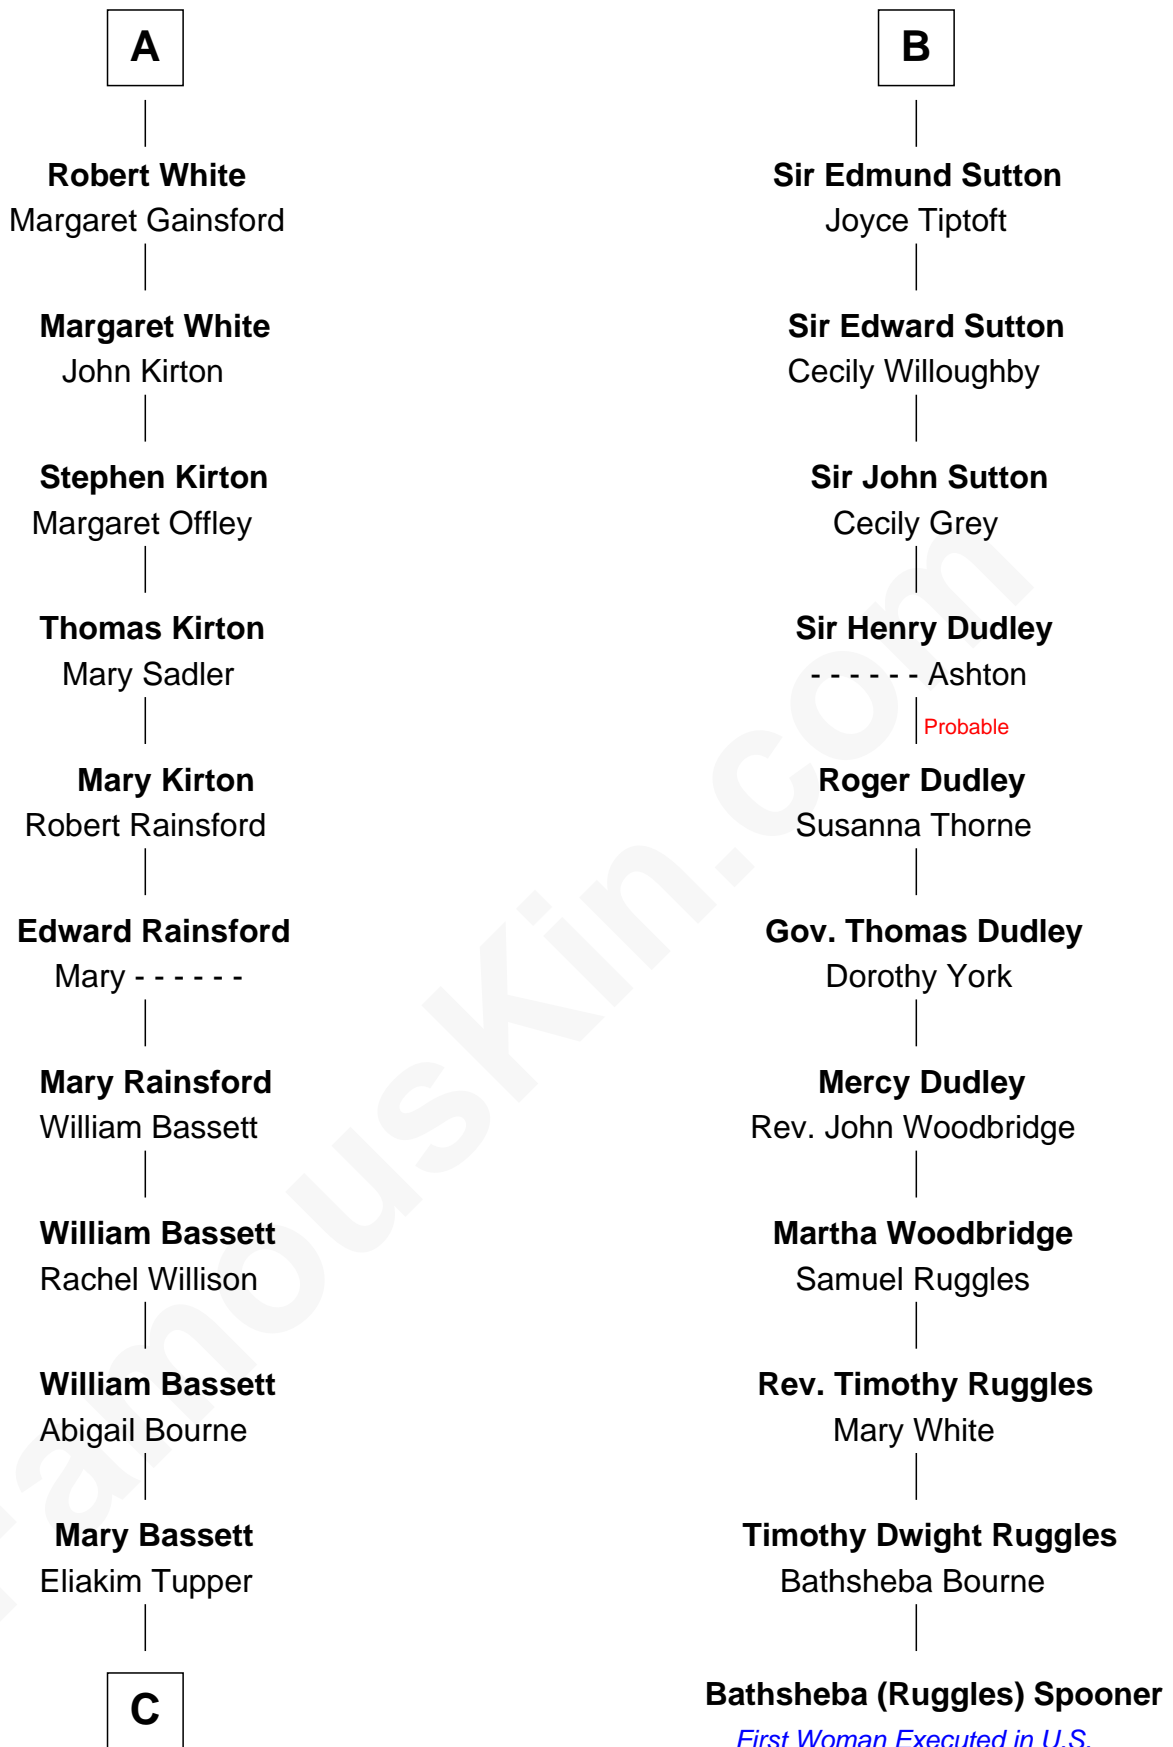 A
Robert White
Margaret Gainsford
Margaret White
John Kirton
Stephen Kirton
Margaret Offley
Thomas Kirton
Mary Sadler
Mary Kirton
Robert Rainsford
Edward Rainsford
Mary - - - - - -
Mary Rainsford
William Bassett
William Bassett
Rachel Willison
William Bassett
Abigail Bourne
Mary Bassett
Eliakim Tupper
C
B
Sir Edmund Sutton
Joyce Tiptoft
Sir Edward Sutton
Cecily Willoughby
Sir John Sutton
Cecily Grey
Sir Henry Dudley
- - - - - - Ashton
Probable
Roger Dudley
Susanna Thorne
Gov. Thomas Dudley
Dorothy York
Mercy Dudley
Rev. John Woodbridge
Martha Woodbridge
Samuel Ruggles
Rev. Timothy Ruggles
Mary White
Timothy Dwight Ruggles
Bathsheba Bourne
Bathsheba (Ruggles) Spooner
First Woman Executed in U.S.
FamousKin.com